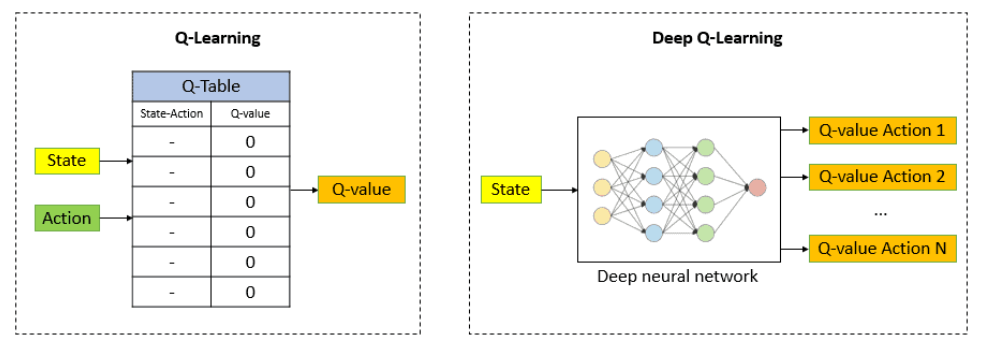 Q-Learning
Q-Table
State-Action Q-value
- 0
- 0
- 0
- 0
- 0
- 0
State
Action
Q-value
Deep Q-Learning
State
Deep neural network
Q-value Action 1
Q-value Action 2
...
Q-value Action N